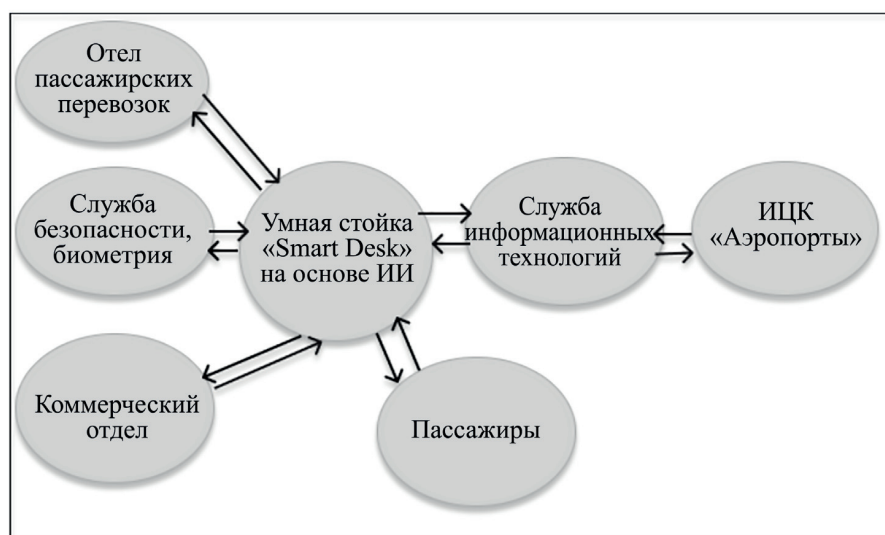 Отел
пассажирских
перевозок
Служба
безопасности,
биометрия
Умная стойка
«Smart Desk»
на основе ИИ
Служба
информационных
технологий
ИЦК
«Аэропорты»
Коммерческий
отдел
Пассажиры